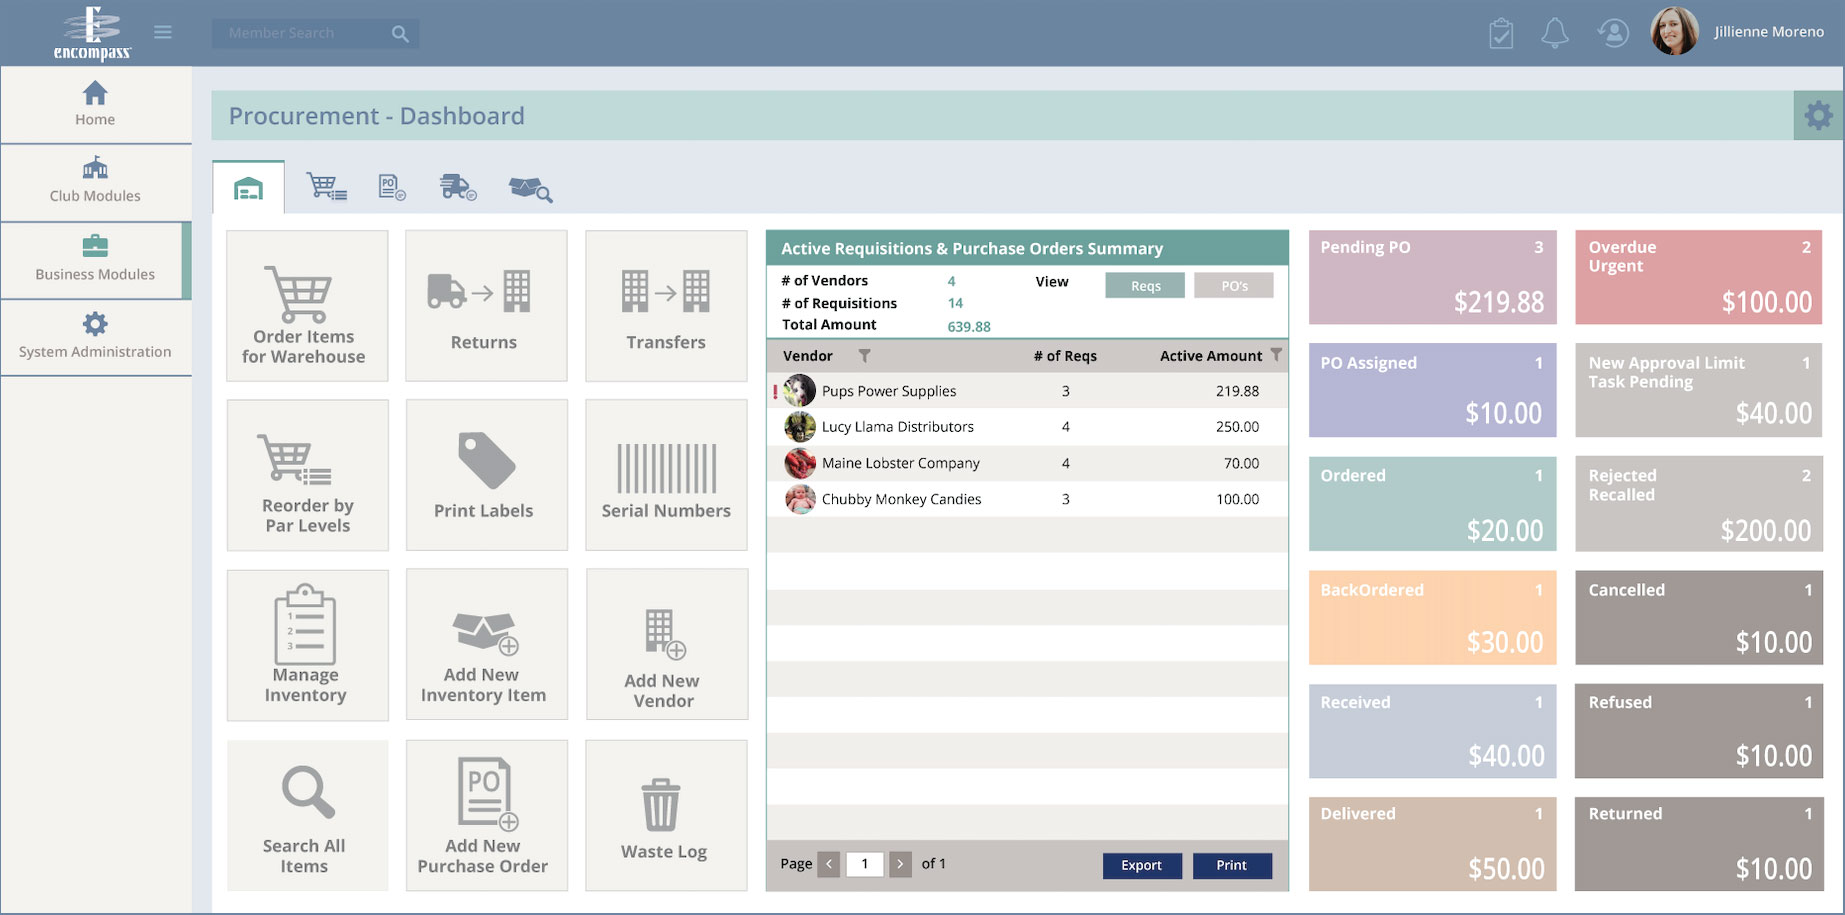 encompass
Member Search
Jillienne Moreno
Home
Club Modules
Business Modules
System Administration
Procurement - Dashboard
PO
Order Items
for Warehouse
Returns
Transfers
Reorder by
Par Levels
Print Labels
Serial Numbers
1
2
3
Manage
Inventory
Add New
Inventory Item
Add New
Vendor
Search All
Items
PO
Add New
Purchase Order
Waste Log
Active Requisitions & Purchase Orders Summary
# of Vendors 4 View Reqs PO's
# of Requisitions 14
Total Amount 639.88
Vendor # of Reqs Active Amount
! Pups Power Supplies 3 219.88
Lucy Llama Distributors 4 250.00
Maine Lobster Company 4 70.00
Chubby Monkey Candies 3 100.00
Page < 1 > of 1 Export Print
Pending PO 3
$219.88
Overdue 2
Urgent
$100.00
PO Assigned 1
$10.00
New Approval Limit 1
Task Pending
$40.00
Ordered 1
$20.00
Rejected 2
Recalled
$200.00
BackOrdered 1
$30.00
Cancelled 1
$10.00
Received 1
$40.00
Refused 1
$10.00
Delivered 1
$50.00
Returned 1
$10.00